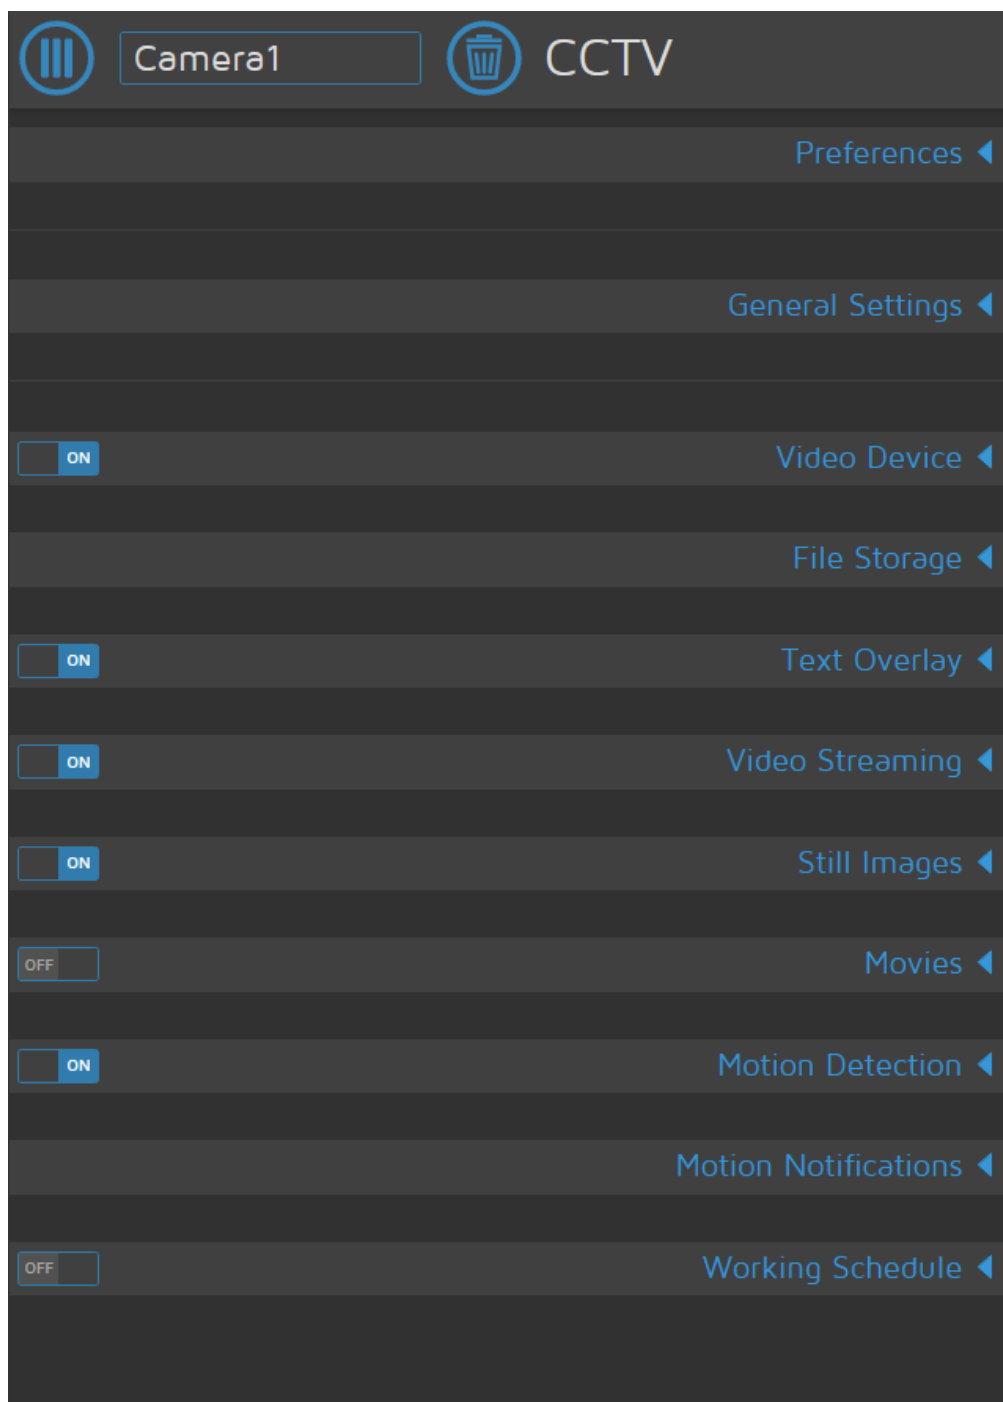 Camera1 CCTV
Preferences
General Settings
ON Video Device
File Storage
ON Text Overlay
ON Video Streaming
ON Still Images
OFF Movies
ON Motion Detection
Motion Notifications
OFF Working Schedule